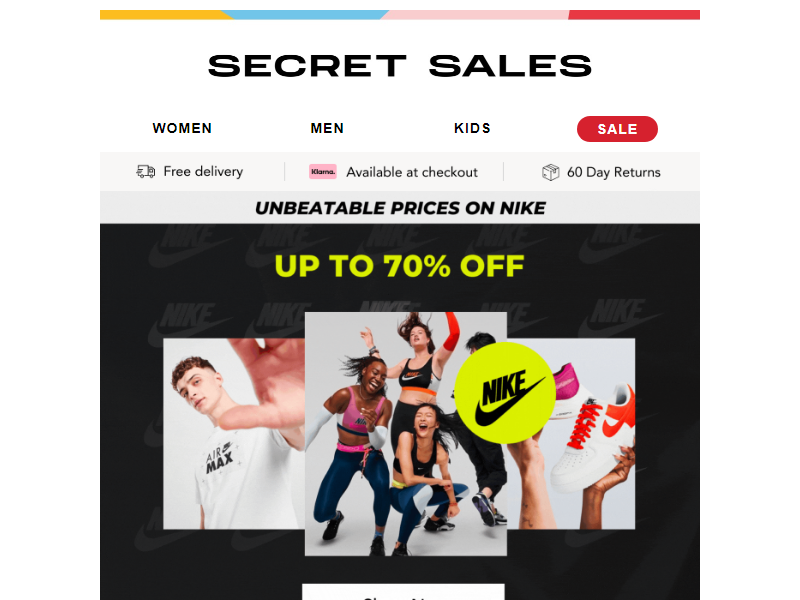 SECRET SALES
WOMEN MEN KIDS SALE
Free delivery Klarna. Available at checkout 60 Day Returns
UNBEATABLE PRICES ON NIKE
UP TO 70% OFF
NIKE
AIR
MAX